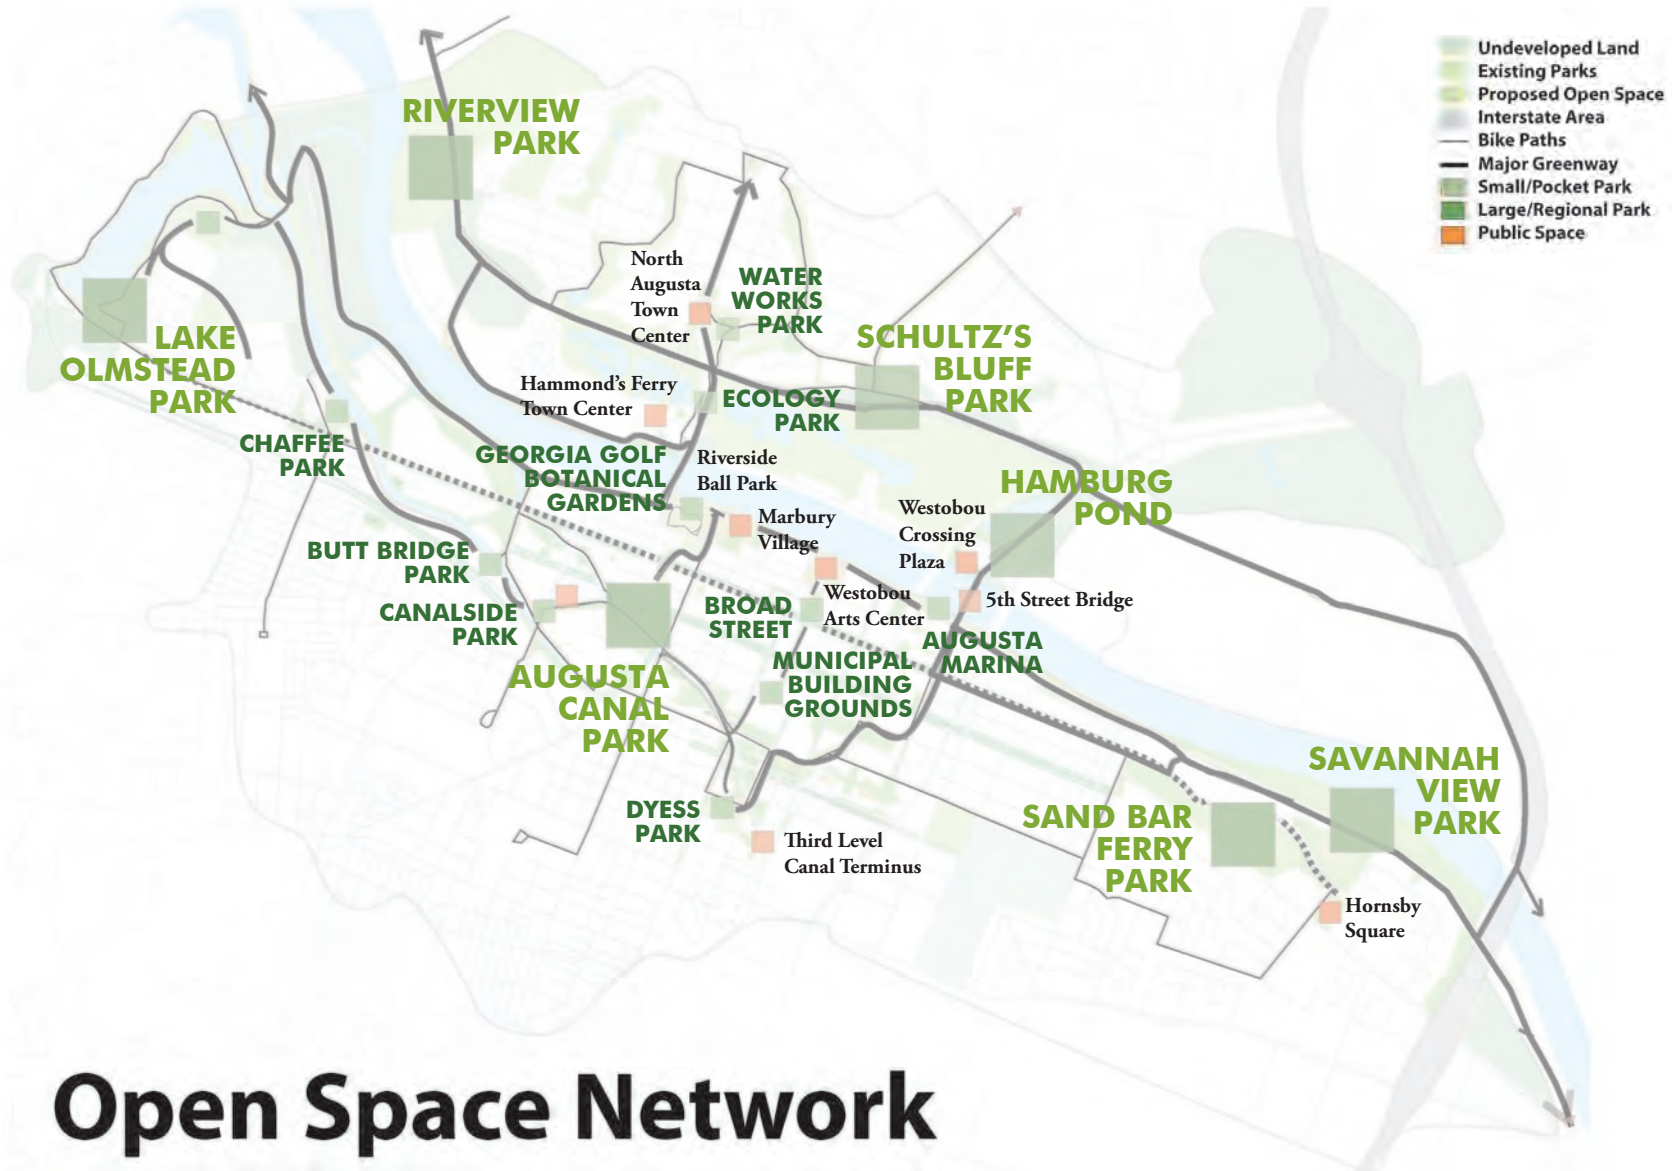 Undeveloped Land
Existing Parks
Proposed Open Space
Interstate Area
Bike Paths
Major Greenway
Small/Pocket Park
Large/Regional Park
Public Space
RIVERVIEW
PARK
North
Augusta
Town
Center
WATER
WORKS
PARK
LAKE
OLMSTEAD
PARK
SCHULTZ’S
BLUFF
PARK
Hammond’s Ferry
Town Center
ECOLOGY
PARK
CHAFFEE
PARK
GEORGIA GOLF
BOTANICAL
GARDENS
Riverside
Ball Park
HAMBURG
POND
Marbury
Village
Westobou
Crossing
Plaza
BUTT BRIDGE
PARK
CANALSIDE
PARK
BROAD
STREET
Westobou
Arts Center
5th Street Bridge
AUGUSTA
MARINA
MUNICIPAL
BUILDING
GROUNDS
AUGUSTA
CANAL
PARK
SAVANNAH
VIEW
PARK
DYESS
PARK
SAND BAR
FERRY
PARK
Third Level
Canal Terminus
Hornsby
Square
Open Space Network